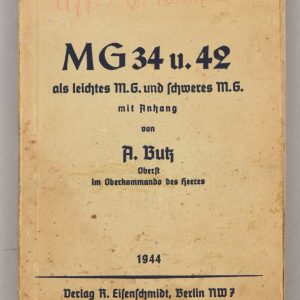 MG 34 u. 42
als leichtes M.G. und schweres M.G.
mit Anhang
von
A. Butz
Oberst
im Oberkommando des Heeres
1944
Verlag R. Eisenschmidt, Berlin NW 7